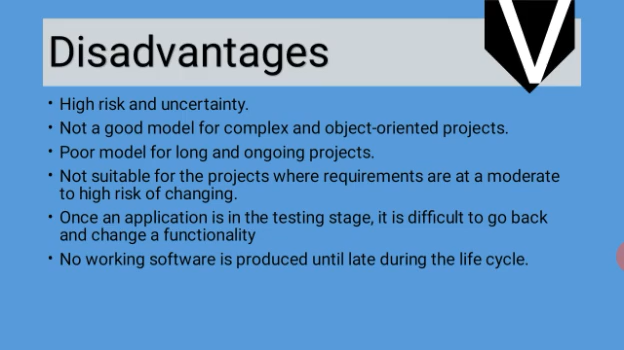 V
Disadvantages
• High risk and uncertainty.
• Not a good model for complex and object-oriented projects.
• Poor model for long and ongoing projects.
• Not suitable for the projects where requirements are at a moderate
to high risk of changing.
• Once an application is in the testing stage, it is difficult to go back
and change a functionality
• No working software is produced until late during the life cycle.